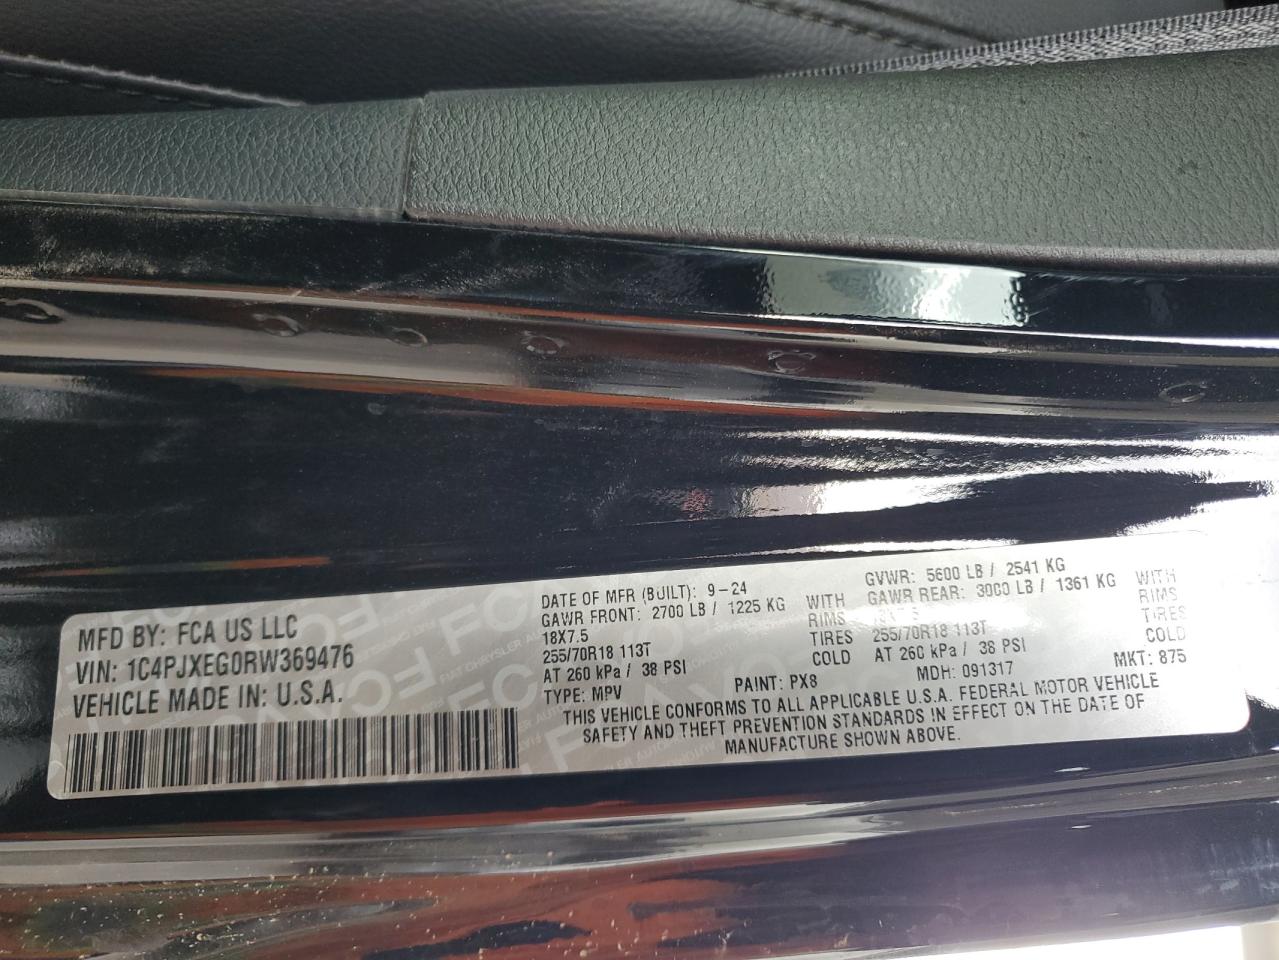 MFD BY: FCA US LLC
VIN: 1C4PJXEG0RW369476
VEHICLE MADE IN: U.S.A.
DATE OF MFR (BUILT): 9-24 GVWR: 5600 LB / 2541 KG
GAWR FRONT: 2700 LB / 1225 KG WITH GAWR REAR: 3000 LB / 1361 KG WITH
18X7.5 RIMS RIMS
255/70R18 113T TIRES 255/70R18 113T TIRES
AT 260 kPa / 38 PSI COLD AT 260 kPa / 38 PSI COLD
TYPE: MPV PAINT: PX8 MDH: 091317 MKT: 875
THIS VEHICLE CONFORMS TO ALL APPLICABLE U.S.A. FEDERAL MOTOR VEHICLE
SAFETY AND THEFT PREVENTION STANDARDS IN EFFECT ON THE DATE OF
MANUFACTURE SHOWN ABOVE.